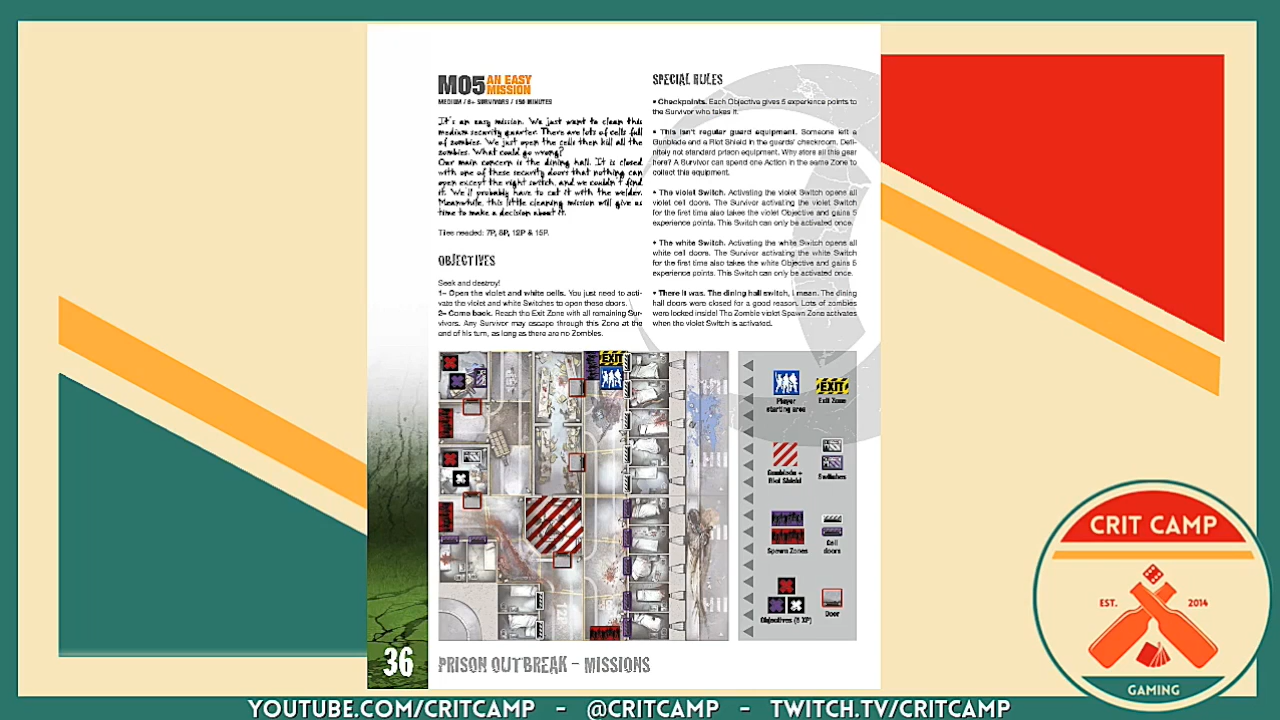 M05 AN EASY MISSION
MEDIUM / 6+ SURVIVORS / 150 MINUTES
It's an easy mission. We just want to clean this
medium security quarter. There are lots of cells full
of zombies. We just open the cells then kill all the
zombies. What could go wrong?
Our main concern is the dining hall. It is closed
with one of these security doors that nothing can
open except the right switch, and we couldn't find
it. We'll probably have to cut it with the welder.
Meanwhile, this little cleaning mission will give us
time to make a decision about it.
Tiles needed: 7P, 8P, 12P & 15P.
OBJECTIVES
Seek and destroy!
1– Open the violet and white cells. You just need to acti-
vate the violet and white Switches to open these doors.
2– Come back. Reach the Exit Zone with all remaining Sur-
vivors. Any Survivor may escape through this Zone at the
end of his turn, as long as there are no Zombies.
SPECIAL RULES
• Checkpoints. Each Objective gives 5 experience points to
the Survivor who takes it.
• This isn't regular guard equipment. Someone left a
Gunblade and a Riot Shield in the guards' checkroom. Defi-
nitely not standard prison equipment. Why store all this gear
here? A Survivor can spend one Action in the same Zone to
collect this equipment.
• The violet Switch. Activating the violet Switch opens all
violet cell doors. The Survivor activating the violet Switch
for the first time also takes the violet Objective and gains 5
experience points. This Switch can only be activated once.
• The white Switch. Activating the white Switch opens all
white cell doors. The Survivor activating the white Switch
for the first time also takes the white Objective and gains 5
experience points. This Switch can only be activated once.
• There it was. The dining hall switch, I mean. The dining
hall doors were closed for a good reason. Lots of zombies
were locked inside! The Zombie violet Spawn Zone activates
when the violet Switch is activated.
EXIT
Player
starting area
EXIT
Exit Zone
Gunblade +
Riot Shield
Switches
Spawn Zones
Cell
doors
Objectives (5 XP)
Door
36
PRISON OUTBREAK – MISSIONS
CRIT CAMP
EST. 2014
GAMING
YOUTUBE.COM/CRITCAMP - @CRITCAMP - TWITCH.TV/CRITCAMP